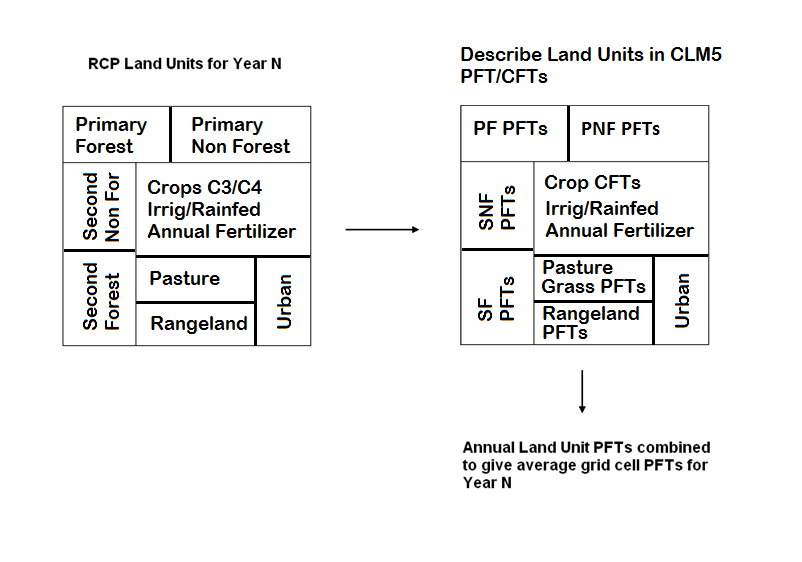 RCP Land Units for Year N
Primary
Forest
Primary
Non Forest
Second
Non For
Crops C3/C4
Irrig/Rainfed
Annual Fertilizer
Second
Forest
Pasture
Rangeland
Urban
Describe Land Units in CLM5
PFT/CFTs
PF PFTs
PNF PFTs
SNF
PFTs
Crop CFTs
Irrig/Rainfed
Annual Fertilizer
SF
PFTs
Pasture
Grass PFTs
Rangeland
PFTs
Urban
Annual Land Unit PFTs combined
to give average grid cell PFTs for
Year N